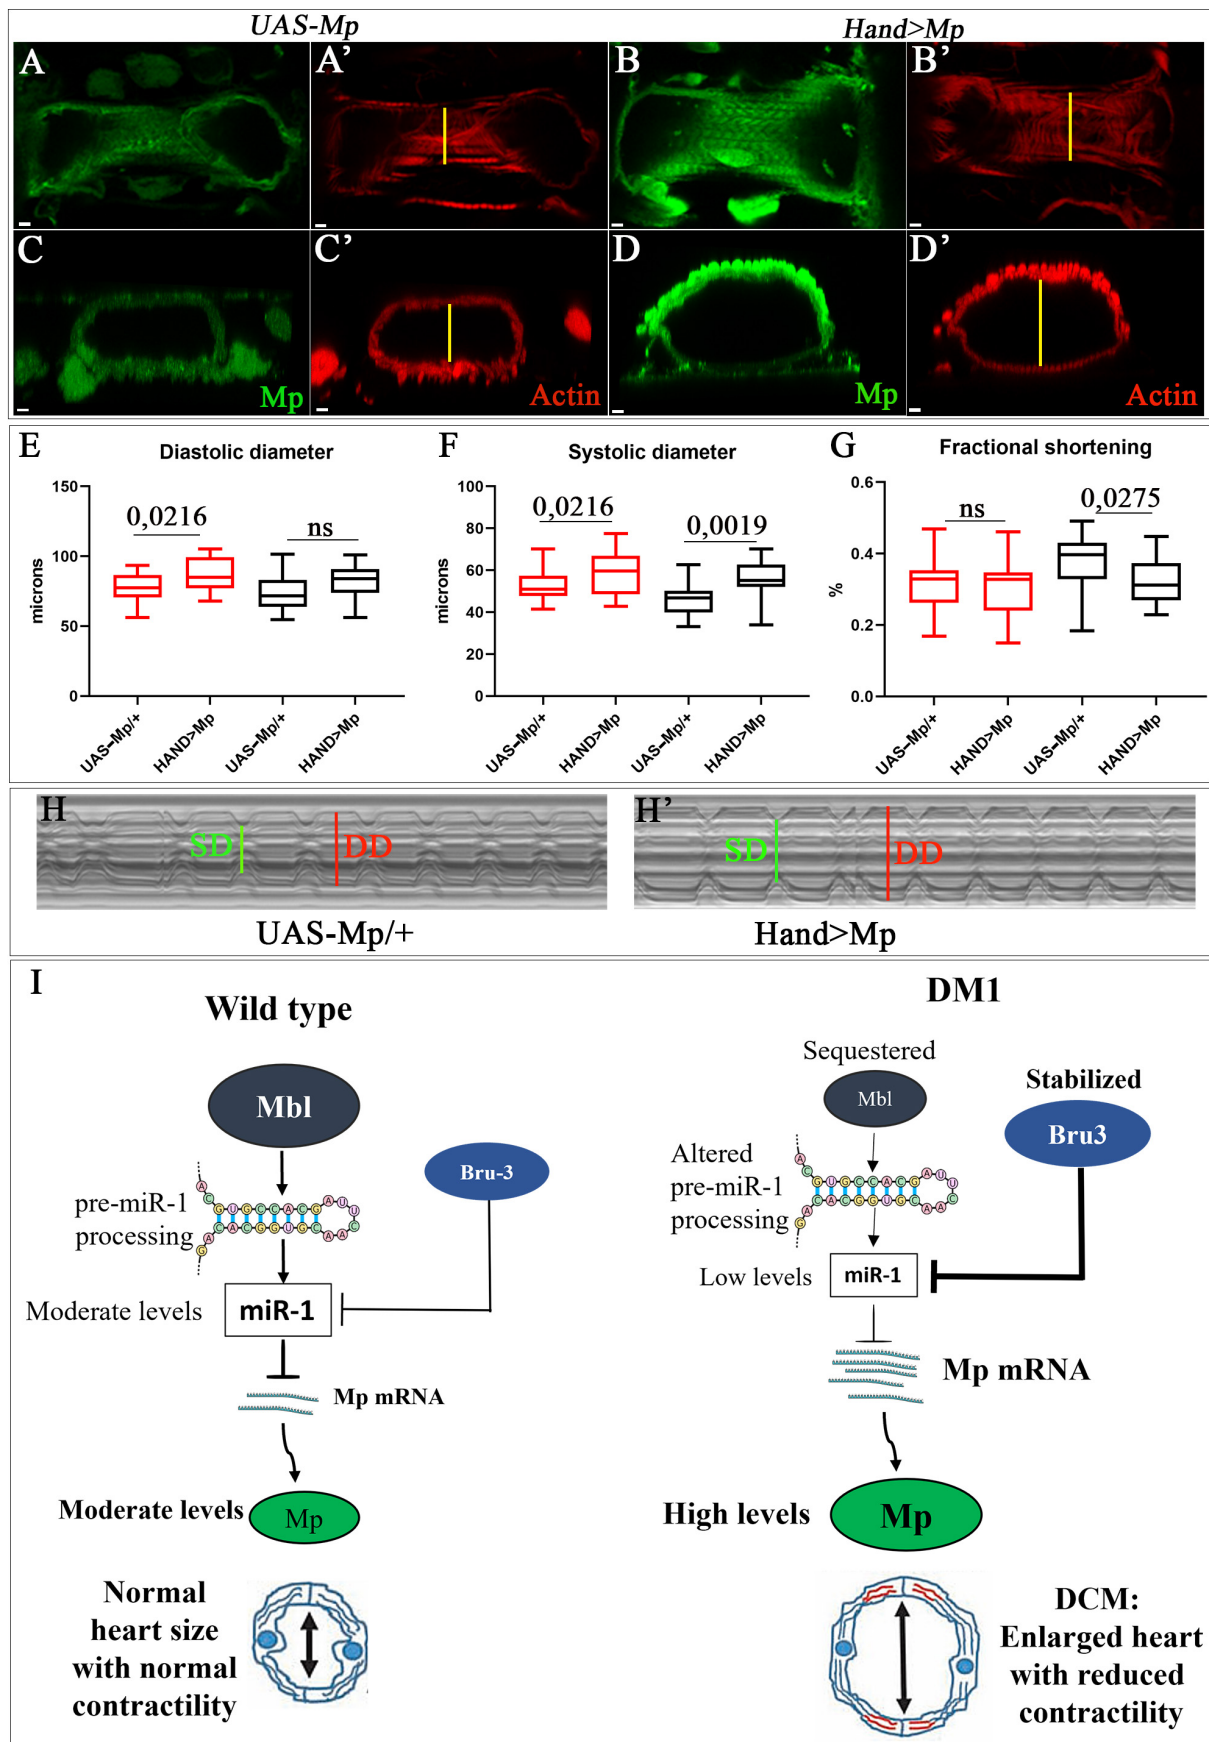 UAS-Mp
Hand>Mp
A
A’
B
B’
C
C’
D
D’
Mp
Actin
Mp
Actin
E
Diastolic diameter
150
100
50
0
microns
0,0216
ns
UAS–Mp/+
HAND>Mp
UAS–Mp/+
HAND>Mp
F
Systolic diameter
100
80
60
40
20
0
microns
0,0216
0,0019
UAS–Mp/+
HAND>Mp
UAS–Mp/+
HAND>Mp
G
Fractional shortening
0.6
0.4
0.2
0.0
%
ns
0,0275
UAS–Mp/+
HAND>Mp
UAS–Mp/+
HAND>Mp
H
SD
DD
UAS-Mp/+
H’
SD
DD
Hand>Mp
I
Wild type
Mbl
Bru-3
pre-miR-1
processing
A
C
G U G C C A C G A U U
C
C A C G G U G C A A
A
G
Moderate levels
miR-1
Mp mRNA
Moderate levels
Mp
Normal
heart size
with normal
contractility
DM1
Sequestered
Mbl
Stabilized
Bru3
Altered
pre-miR-1
processing
A
C
G U G C C A C G A U U
C
C A C G G U G C A A
A
G
Low levels
miR-1
Mp mRNA
High levels
Mp
DCM:
Enlarged heart
with reduced
contractility